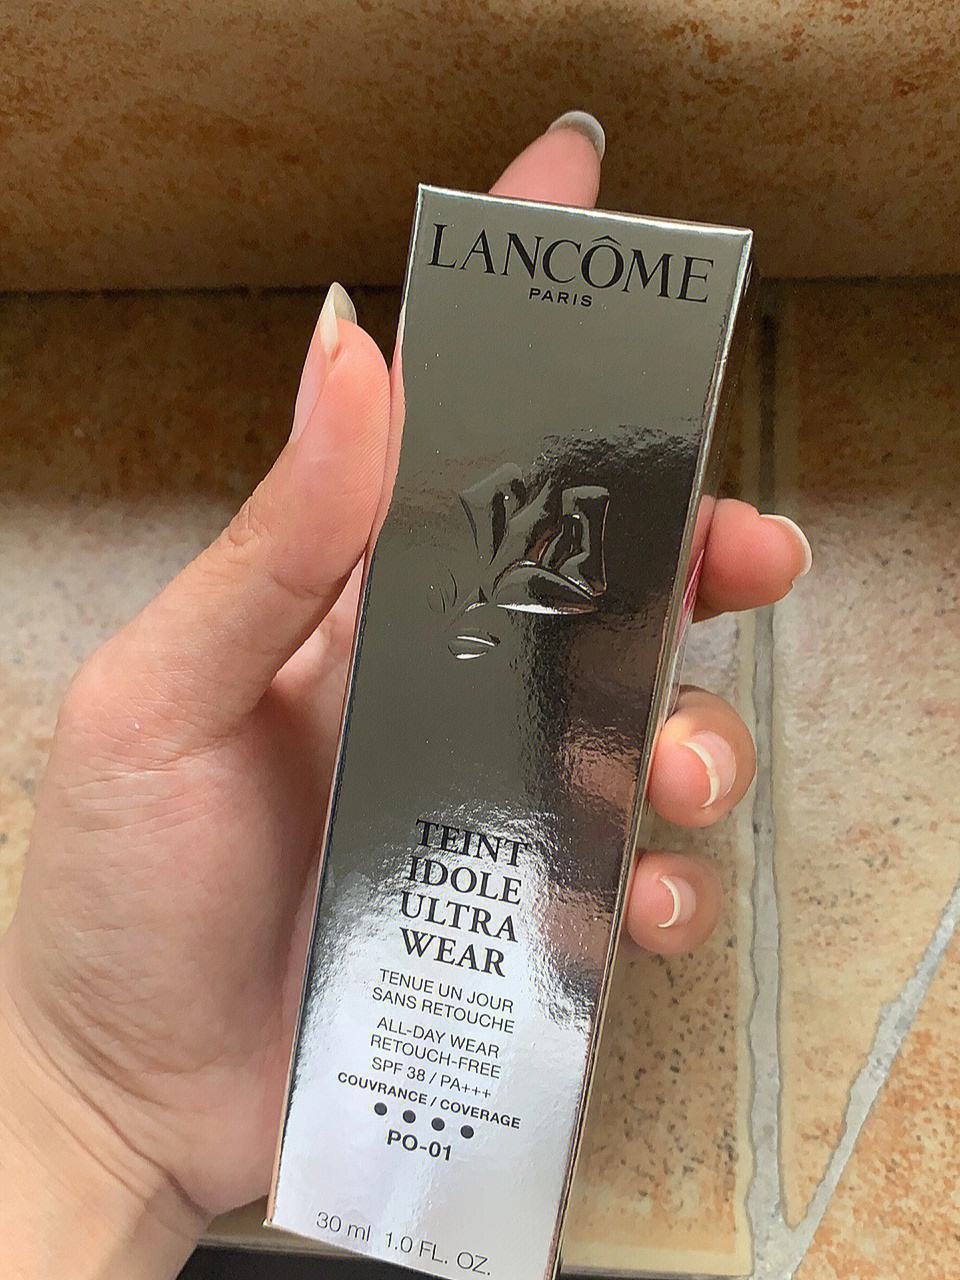 LANCÔME
PARIS
TEINT
IDOLE
ULTRA
WEAR
TENUE UN JOUR
SANS RETOUCHE
ALL-DAY WEAR
RETOUCH-FREE
SPF 38 / PA+++
COUVRANCE / COVERAGE
PO-01
30 ml 1.0 FL. OZ.